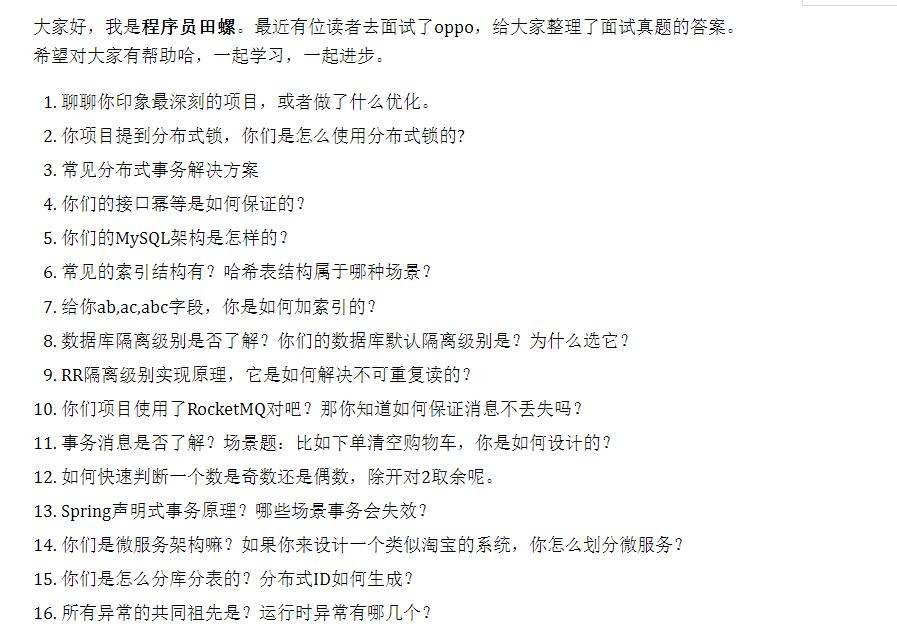 大家好，我是程序员田螺。最近有位读者去面试了oppo，给大家整理了面试真题的答案。
希望对大家有帮助哈，一起学习，一起进步。
1. 聊聊你印象最深刻的项目，或者做了什么优化。
2. 你项目提到分布式锁，你们是怎么使用分布式锁的?
3. 常见分布式事务解决方案
4. 你们的接口幂等是如何保证的？
5. 你们的MySQL架构是怎样的？
6. 常见的索引结构有？哈希表结构属于哪种场景？
7. 给你ab,ac,abc字段，你是如何加索引的？
8. 数据库隔离级别是否了解？你们的数据库默认隔离级别是？为什么选它？
9. RR隔离级别实现原理，它是如何解决不可重复读的？
10. 你们项目使用了RocketMQ对吧？那你知道如何保证消息不丢失吗？
11. 事务消息是否了解？场景题：比如下单清空购物车，你是如何设计的？
12. 如何快速判断一个数是奇数还是偶数，除开对2取余呢。
13. Spring声明式事务原理？哪些场景事务会失效？
14. 你们是微服务架构嘛？如果你来设计一个类似淘宝的系统，你怎么划分微服务？
15. 你们是怎么分库分表的？分布式ID如何生成？
16. 所有异常的共同祖先是？运行时异常有哪几个？